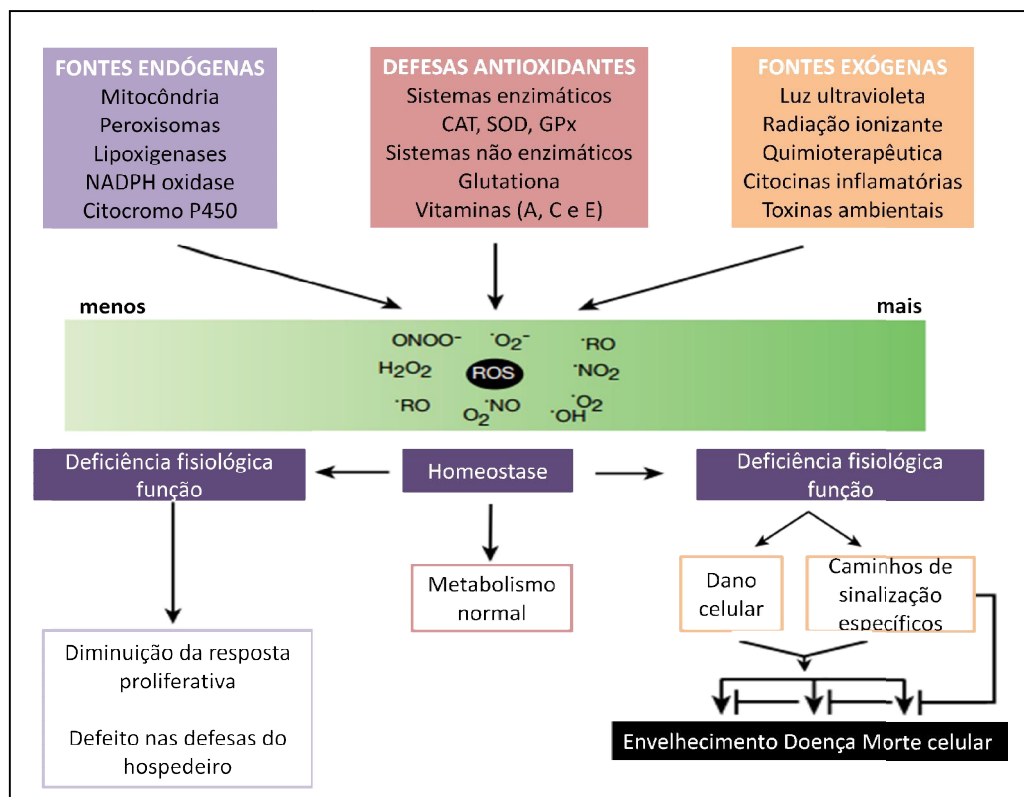 FONTES ENDÓGENAS
Mitocôndria
Peroxisomas
Lipoxigenases
NADPH oxidase
Citocromo P450
DEFESAS ANTIOXIDANTES
Sistemas enzimáticos
CAT, SOD, GPx
Sistemas não enzimáticos
Glutationa
Vitaminas (A, C e E)
FONTES EXÓGENAS
Luz ultravioleta
Radiação ionizante
Quimioterapêutica
Citocinas inflamatórias
Toxinas ambientais
menos
mais
ONOO⁻ ˙O₂⁻ ˙RO
H₂O₂ ROS ˙NO₂
˙RO O₂ ˙NO ˙OH ˙O₂
Deficiência fisiológica
função
Homeostase
Deficiência fisiológica
função
Metabolismo
normal
Dano
celular
Caminhos de
sinalização
específicos
Diminuição da resposta
proliferativa
Defeito nas defesas do
hospedeiro
Envelhecimento Doença Morte celular